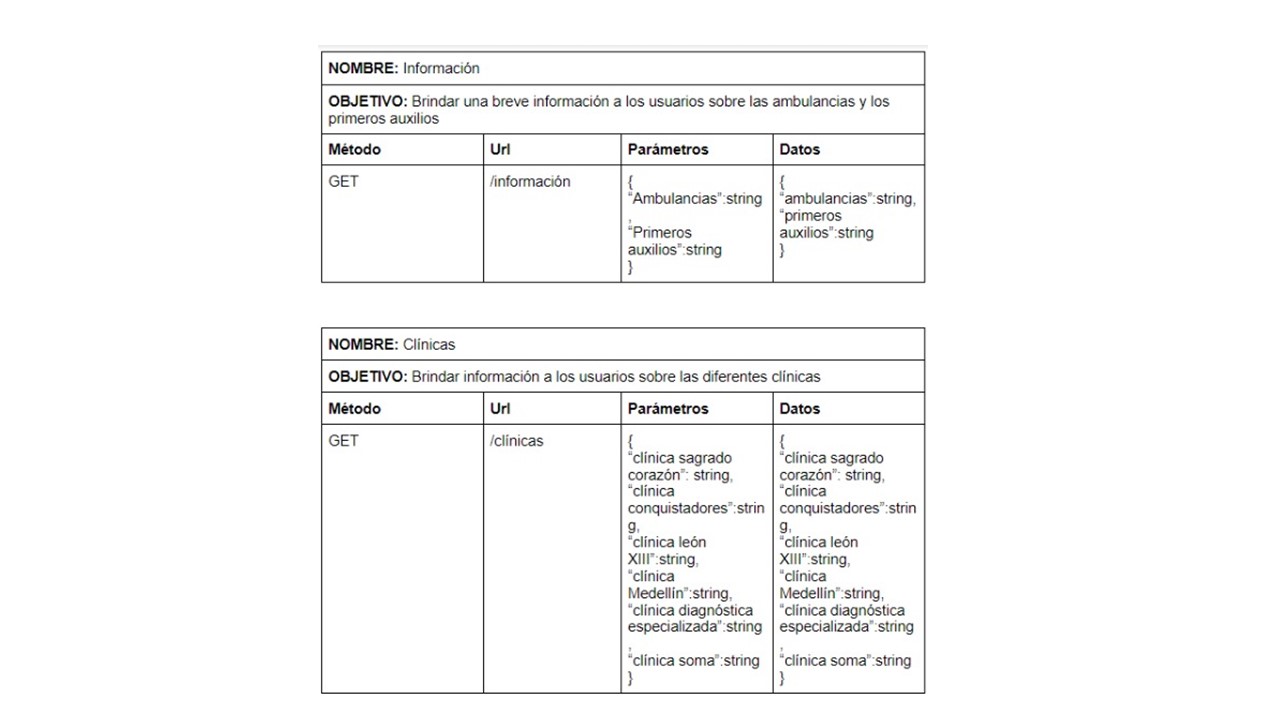 NOMBRE: Información
OBJETIVO: Brindar una breve información a los usuarios sobre las ambulancias y los
primeros auxilios
Método Url Parámetros Datos
GET
/información
{
“Ambulancias”:string
,
“Primeros
auxilios”:string
}
{
“ambulancias”:string,
“primeros
auxilios”:string
}
NOMBRE: Clínicas
OBJETIVO: Brindar información a los usuarios sobre las diferentes clínicas
Método Url Parámetros Datos
GET
/clínicas
{
“clínica sagrado
corazón”: string,
“clínica
conquistadores”:strin
g,
“clínica león
XIII”:string,
“clínica
Medellín”:string,
“clínica diagnóstica
especializada”:string
,
“clínica soma”:string
}
{
“clínica sagrado
corazón”: string,
“clínica
conquistadores”:strin
g,
“clínica león
XIII”:string,
“clínica
Medellín”:string,
“clínica diagnóstica
especializada”:string
,
“clínica soma”:string
}